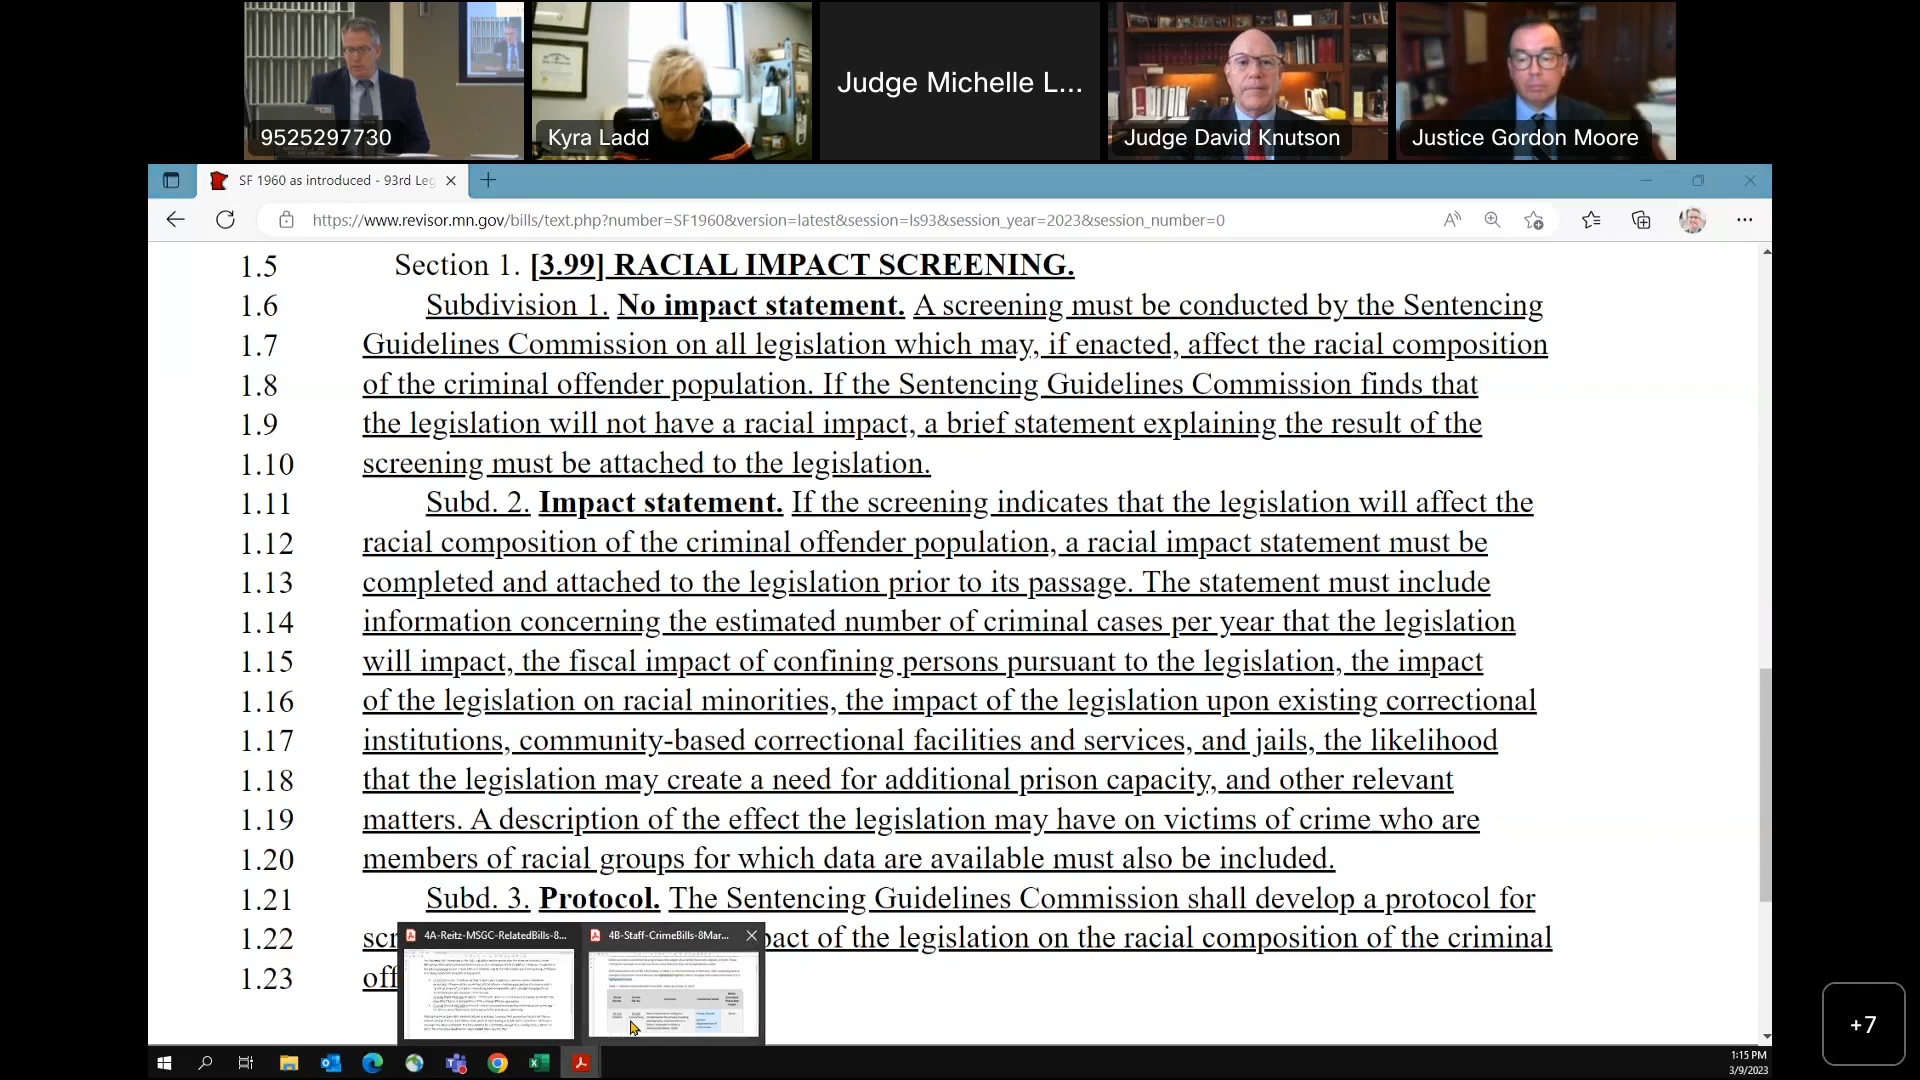 9525297730
Kyra Ladd
Judge Michelle L...
Judge David Knutson
Justice Gordon Moore
SF 1960 as introduced - 93rd Leg
https://www.revisor.mn.gov/bills/text.php?number=SF1960&version=latest&session=ls93&session_year=2023&session_number=0
1.5 Section 1. [3.99] RACIAL IMPACT SCREENING.
1.6 Subdivision 1. No impact statement. A screening must be conducted by the Sentencing
1.7 Guidelines Commission on all legislation which may, if enacted, affect the racial composition
1.8 of the criminal offender population. If the Sentencing Guidelines Commission finds that
1.9 the legislation will not have a racial impact, a brief statement explaining the result of the
1.10 screening must be attached to the legislation.
1.11 Subd. 2. Impact statement. If the screening indicates that the legislation will affect the
1.12 racial composition of the criminal offender population, a racial impact statement must be
1.13 completed and attached to the legislation prior to its passage. The statement must include
1.14 information concerning the estimated number of criminal cases per year that the legislation
1.15 will impact, the fiscal impact of confining persons pursuant to the legislation, the impact
1.16 of the legislation on racial minorities, the impact of the legislation upon existing correctional
1.17 institutions, community-based correctional facilities and services, and jails, the likelihood
1.18 that the legislation may create a need for additional prison capacity, and other relevant
1.19 matters. A description of the effect the legislation may have on victims of crime who are
1.20 members of racial groups for which data are available must also be included.
1.21 Subd. 3. Protocol. The Sentencing Guidelines Commission shall develop a protocol for
4A-Reitz-MSGC-RelatedBills-8... 4B-Staff-CrimeBills-8Mar...
1.22 scr pact of the legislation on the racial composition of the criminal
1.23 off
+7
1:15 PM
3/9/2023